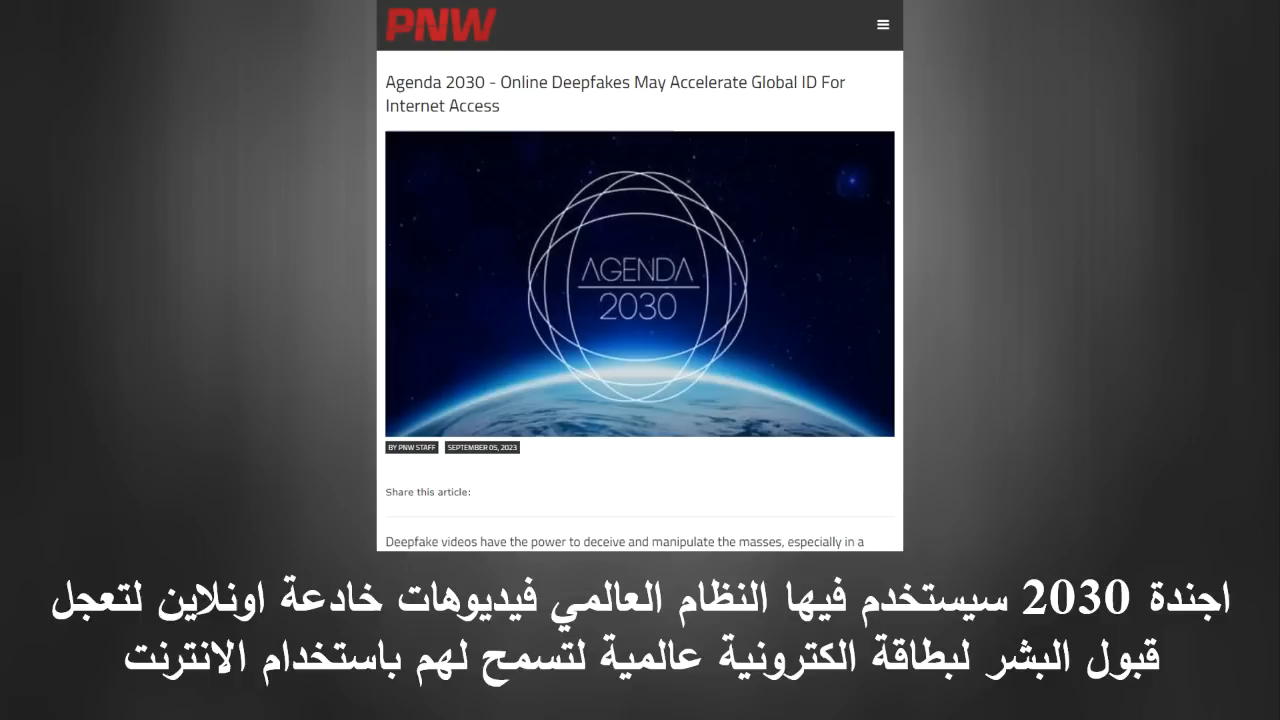 PNW
Agenda 2030 - Online Deepfakes May Accelerate Global ID For
Internet Access
AGENDA
2030
BY PNW STAFF SEPTEMBER 05, 2023
Share this article:
Deepfake videos have the power to deceive and manipulate the masses, especially in a
اجندة 2030 سيستخدم فيها النظام العالمي فيديوهات خادعة اونلاين لتعجل
قبول البشر لبطاقة الكترونية عالمية لتسمح لهم باستخدام الانترنت